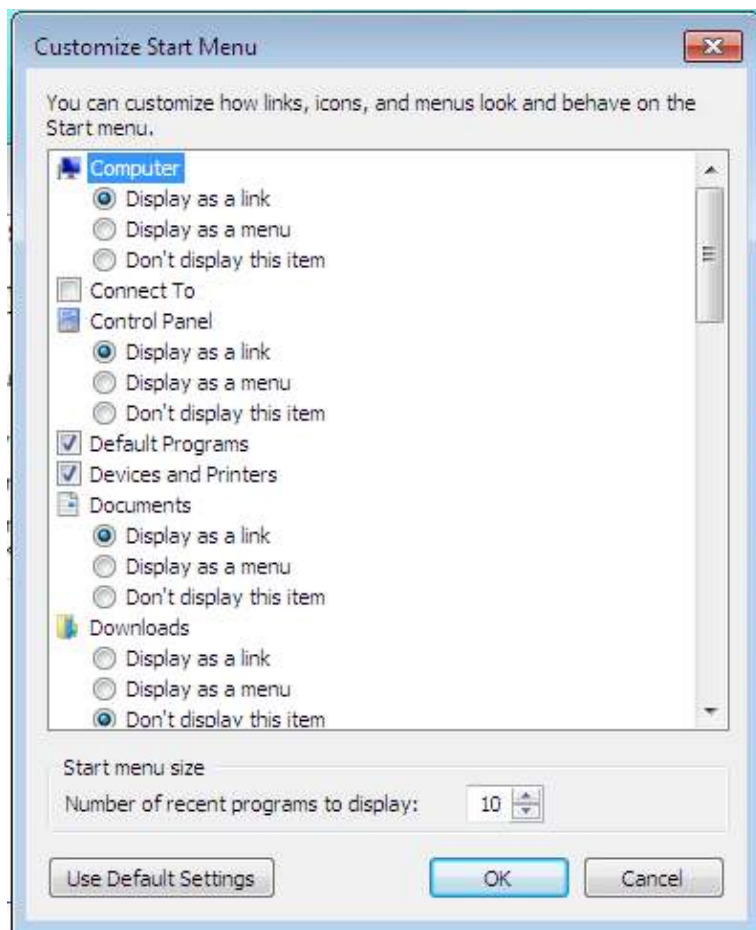 Customize Start Menu
You can customize how links, icons, and menus look and behave on the
Start menu.
Computer
Display as a link
Display as a menu
Don't display this item
Connect To
Control Panel
Display as a link
Display as a menu
Don't display this item
Default Programs
Devices and Printers
Documents
Display as a link
Display as a menu
Don't display this item
Downloads
Display as a link
Display as a menu
Don't display this item
Start menu size
Number of recent programs to display: 10
Use Default Settings OK Cancel